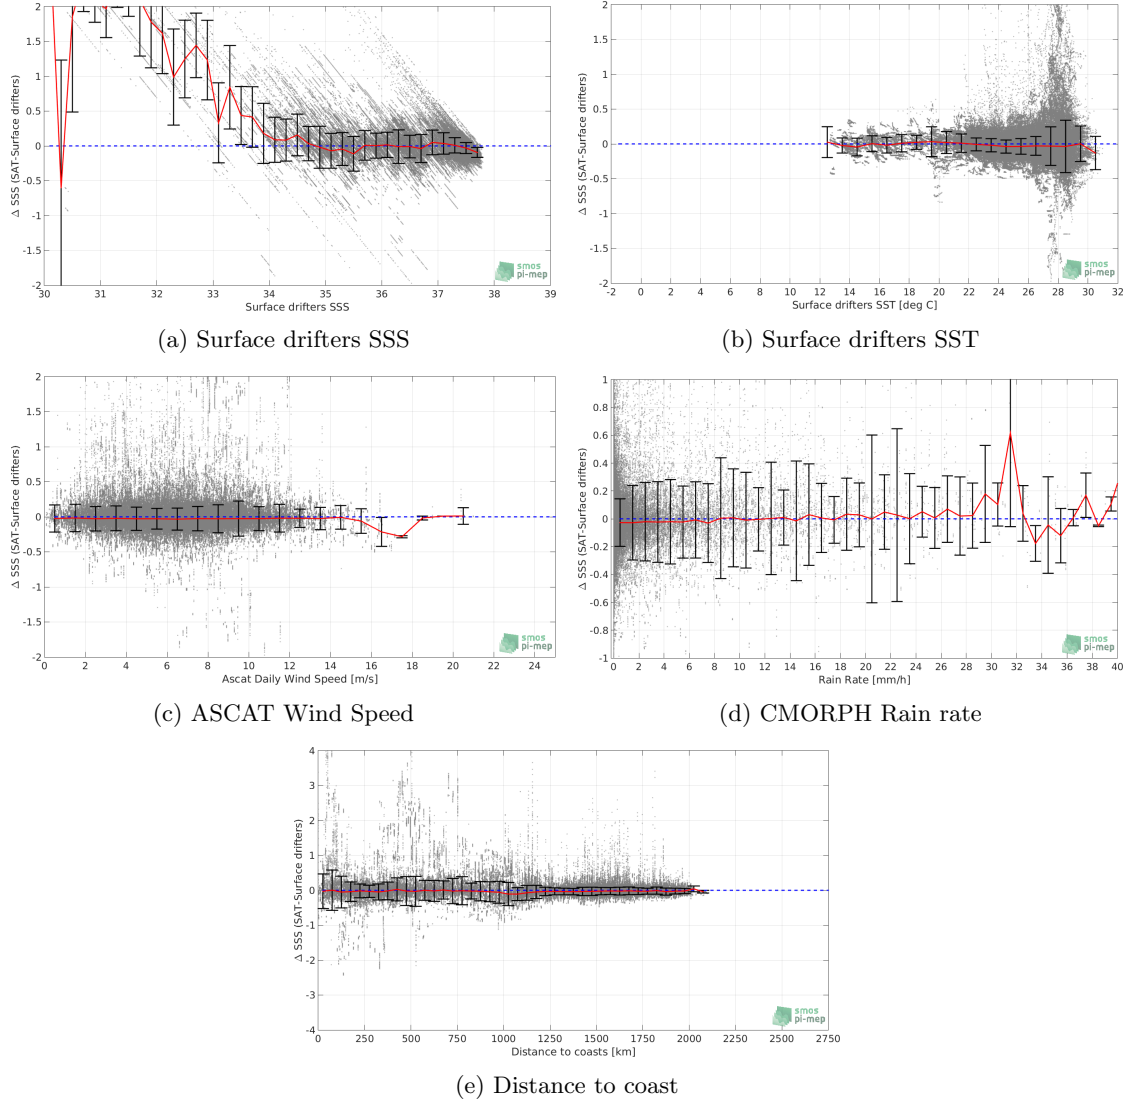 Δ SSS (SAT-Surface drifters)
2
1.5
1
0.5
0
-0.5
-1
-1.5
-2
30 31 32 33 34 35 36 37 38 39
Surface drifters SSS
smos
pi-mep
(a) Surface drifters SSS
Δ SSS (SAT-Surface drifters)
2
1.5
1
0.5
0
-0.5
-1
-1.5
-2
-2 0 2 4 6 8 10 12 14 16 18 20 22 24 26 28 30 32
Surface drifters SST [deg C]
smos
pi-mep
(b) Surface drifters SST
Δ SSS (SAT-Surface drifters)
2
1.5
1
0.5
0
-0.5
-1
-1.5
-2
0 2 4 6 8 10 12 14 16 18 20 22 24
Ascat Daily Wind Speed [m/s]
smos
pi-mep
(c) ASCAT Wind Speed
Δ SSS (SAT-Surface drifters)
1
0.8
0.6
0.4
0.2
0
-0.2
-0.4
-0.6
-0.8
-1
0 2 4 6 8 10 12 14 16 18 20 22 24 26 28 30 32 34 36 38 40
Rain Rate [mm/h]
smos
pi-mep
(d) CMORPH Rain rate
Δ SSS (SAT-Surface drifters)
4
3
2
1
0
-1
-2
-3
-4
0 250 500 750 1000 1250 1500 1750 2000 2250 2500 2750
Distance to coasts [km]
smos
pi-mep
(e) Distance to coast